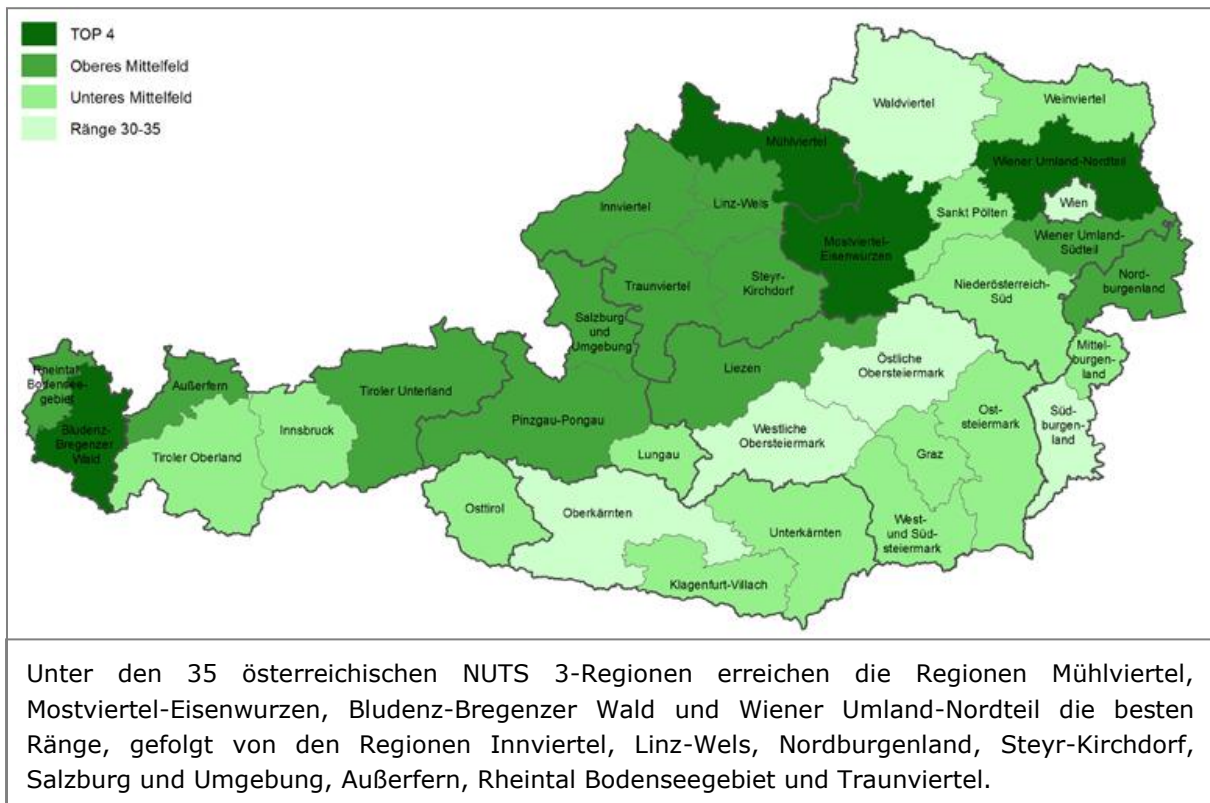 TOP 4
Oberes Mittelfeld
Unteres Mittelfeld
Ränge 30-35
Waldviertel
Weinviertel
Mühlviertel
Wiener Umland-Nordteil
Innviertel
Linz-Wels
Sankt Pölten
Wien
Mostviertel-
Eisenwurzen
Wiener Umland-
Südteil
Traunviertel
Steyr-
Kirchdorf
Niederösterreich-
Süd
Nord-
burgenland
Salzburg
und
Umgebung
Mittel-
burgen-
land
Rheintal
Bodensee-
gebiet
Außerfern
Tiroler Unterland
Liezen
Östliche
Obersteiermark
Bludenz-
Bregenzer
Wald
Tiroler Oberland
Innsbruck
Pinzgau-Pongau
Lungau
Westliche
Obersteiermark
Graz
Ost-
steiermark
Süd-
burgen-
land
Osttirol
Oberkärnten
Unterkärnten
West-
und Süd-
steiermark
Klagenfurt-Villach
Unter den 35 österreichischen NUTS 3-Regionen erreichen die Regionen Mühlviertel,
Mostviertel-Eisenwurzen, Bludenz-Bregenzer Wald und Wiener Umland-Nordteil die besten
Ränge, gefolgt von den Regionen Innviertel, Linz-Wels, Nordburgenland, Steyr-Kirchdorf,
Salzburg und Umgebung, Außerfern, Rheintal Bodenseegebiet und Traunviertel.